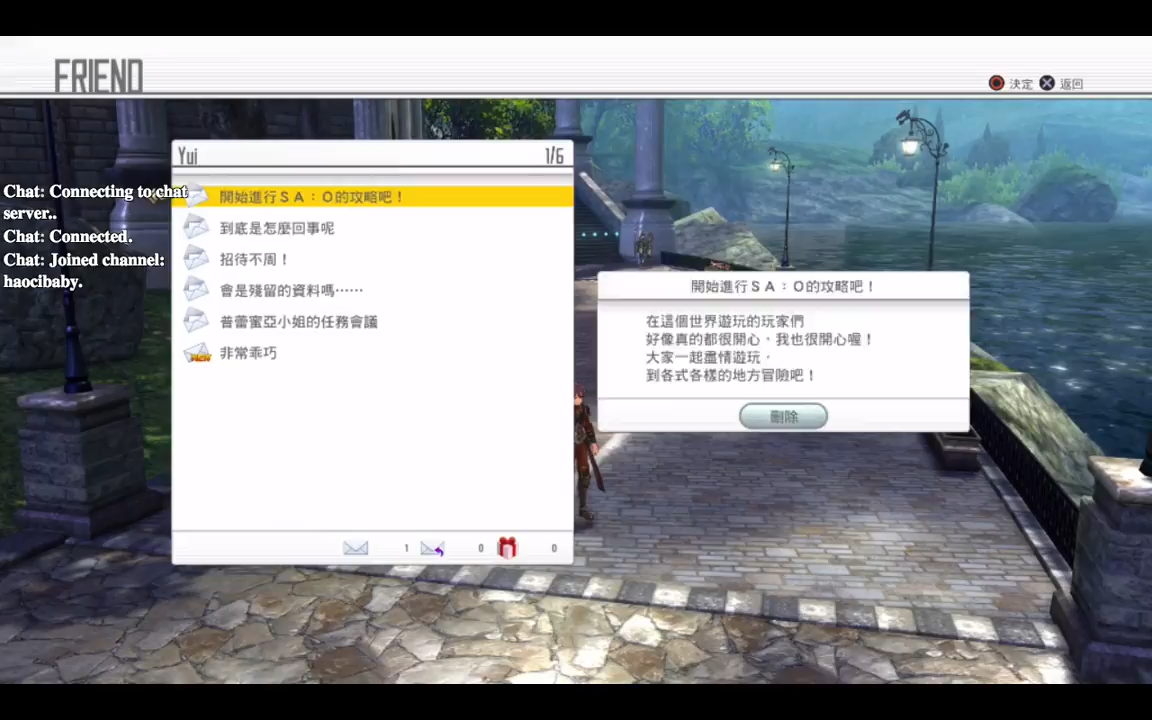 FRIEND
決定 返回
Yui 1/6
Chat: Connecting to chat
server..
Chat: Connected.
Chat: Joined channel:
haocibaby.
開始進行ＳＡ：Ｏ的攻略吧！
到底是怎麼回事呢
招待不周！
會是殘留的資料嗎……
普蕾蜜亞小姐的任務會議
NEW
非常乖巧
1 0 0
開始進行ＳＡ：Ｏ的攻略吧！
在這個世界遊玩的玩家們
好像真的都很開心，我也很開心喔！
大家一起盡情遊玩，
到各式各樣的地方冒險吧！
刪除